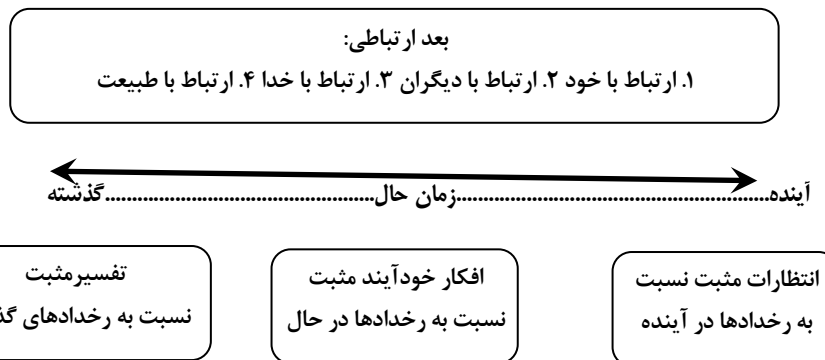 بعد ارتباطی:
۱. ارتباط با خود ۲. ارتباط با دیگران ۳. ارتباط با خدا ۴. ارتباط با طبیعت
آینده...........................................................زمان حال...................................................گذشته
انتظارات مثبت نسبت
به رخدادها در آینده
افکار خودآیند مثبت
نسبت به رخدادها در حال
تفسیرمثبت
نسبت به رخدادهای